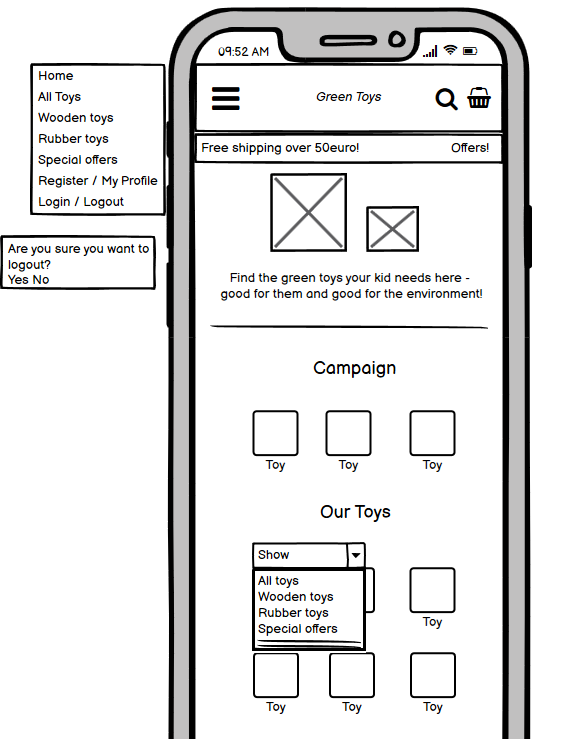 09:52 AM
Home
All Toys
Wooden toys
Rubber toys
Special offers
Register / My Profile
Login / Logout
Are you sure you want to
logout?
Yes No
Green Toys
Free shipping over 50euro! Offers!
Find the green toys your kid needs here -
good for them and good for the environment!
Campaign
Toy Toy Toy
Our Toys
Show
All toys
Wooden toys
Rubber toys
Special offers
Toy
Toy Toy Toy